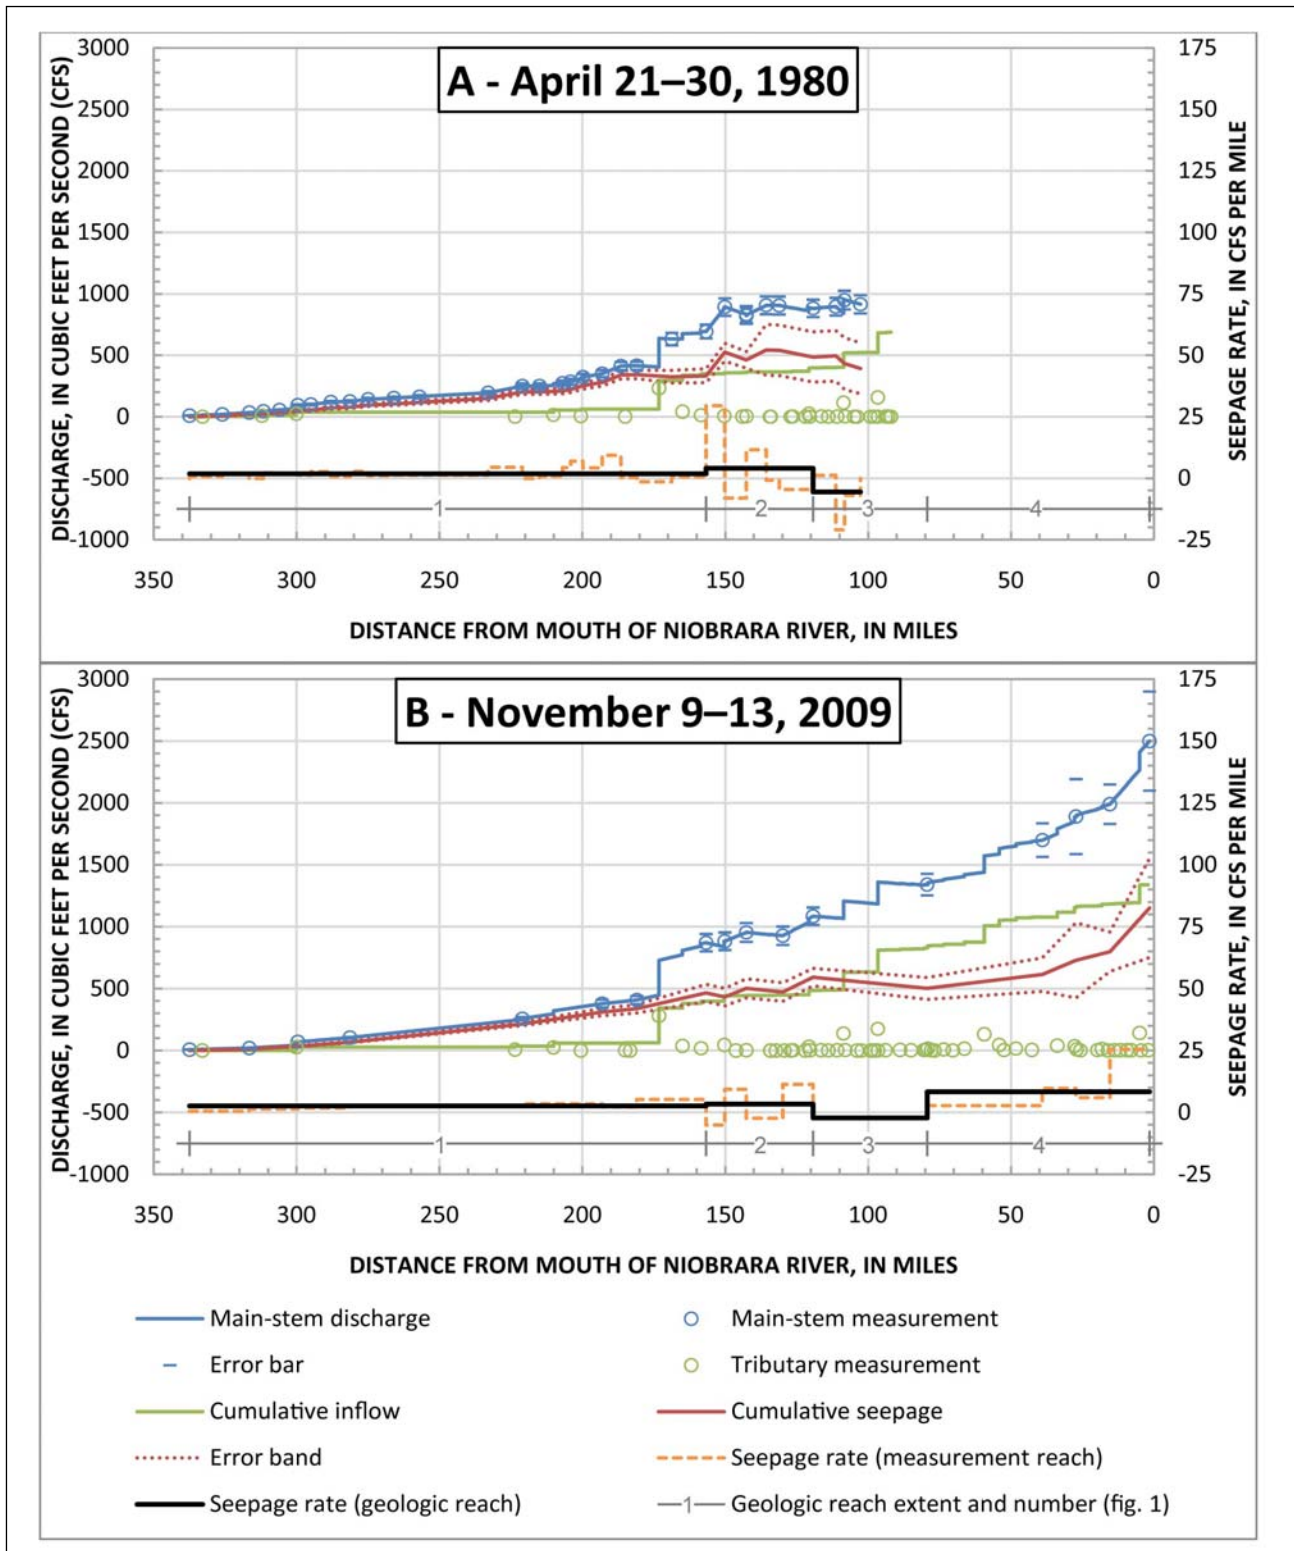 A - April 21–30, 1980
DISCHARGE, IN CUBIC FEET PER SECOND (CFS)
3000
2500
2000
1500
1000
500
0
-500
-1000
175
150
125
100
75
50
25
0
-25
SEEPAGE RATE, IN CFS PER MILE
1
2
3
4
350 300 250 200 150 100 50 0
DISTANCE FROM MOUTH OF NIOBRARA RIVER, IN MILES
B - November 9–13, 2009
DISCHARGE, IN CUBIC FEET PER SECOND (CFS)
3000
2500
2000
1500
1000
500
0
-500
-1000
175
150
125
100
75
50
25
0
-25
SEEPAGE RATE, IN CFS PER MILE
1
2
3
4
350 300 250 200 150 100 50 0
DISTANCE FROM MOUTH OF NIOBRARA RIVER, IN MILES
Main-stem discharge
Main-stem measurement
Error bar
Tributary measurement
Cumulative inflow
Cumulative seepage
Error band
Seepage rate (measurement reach)
Seepage rate (geologic reach)
1 Geologic reach extent and number (fig. 1)